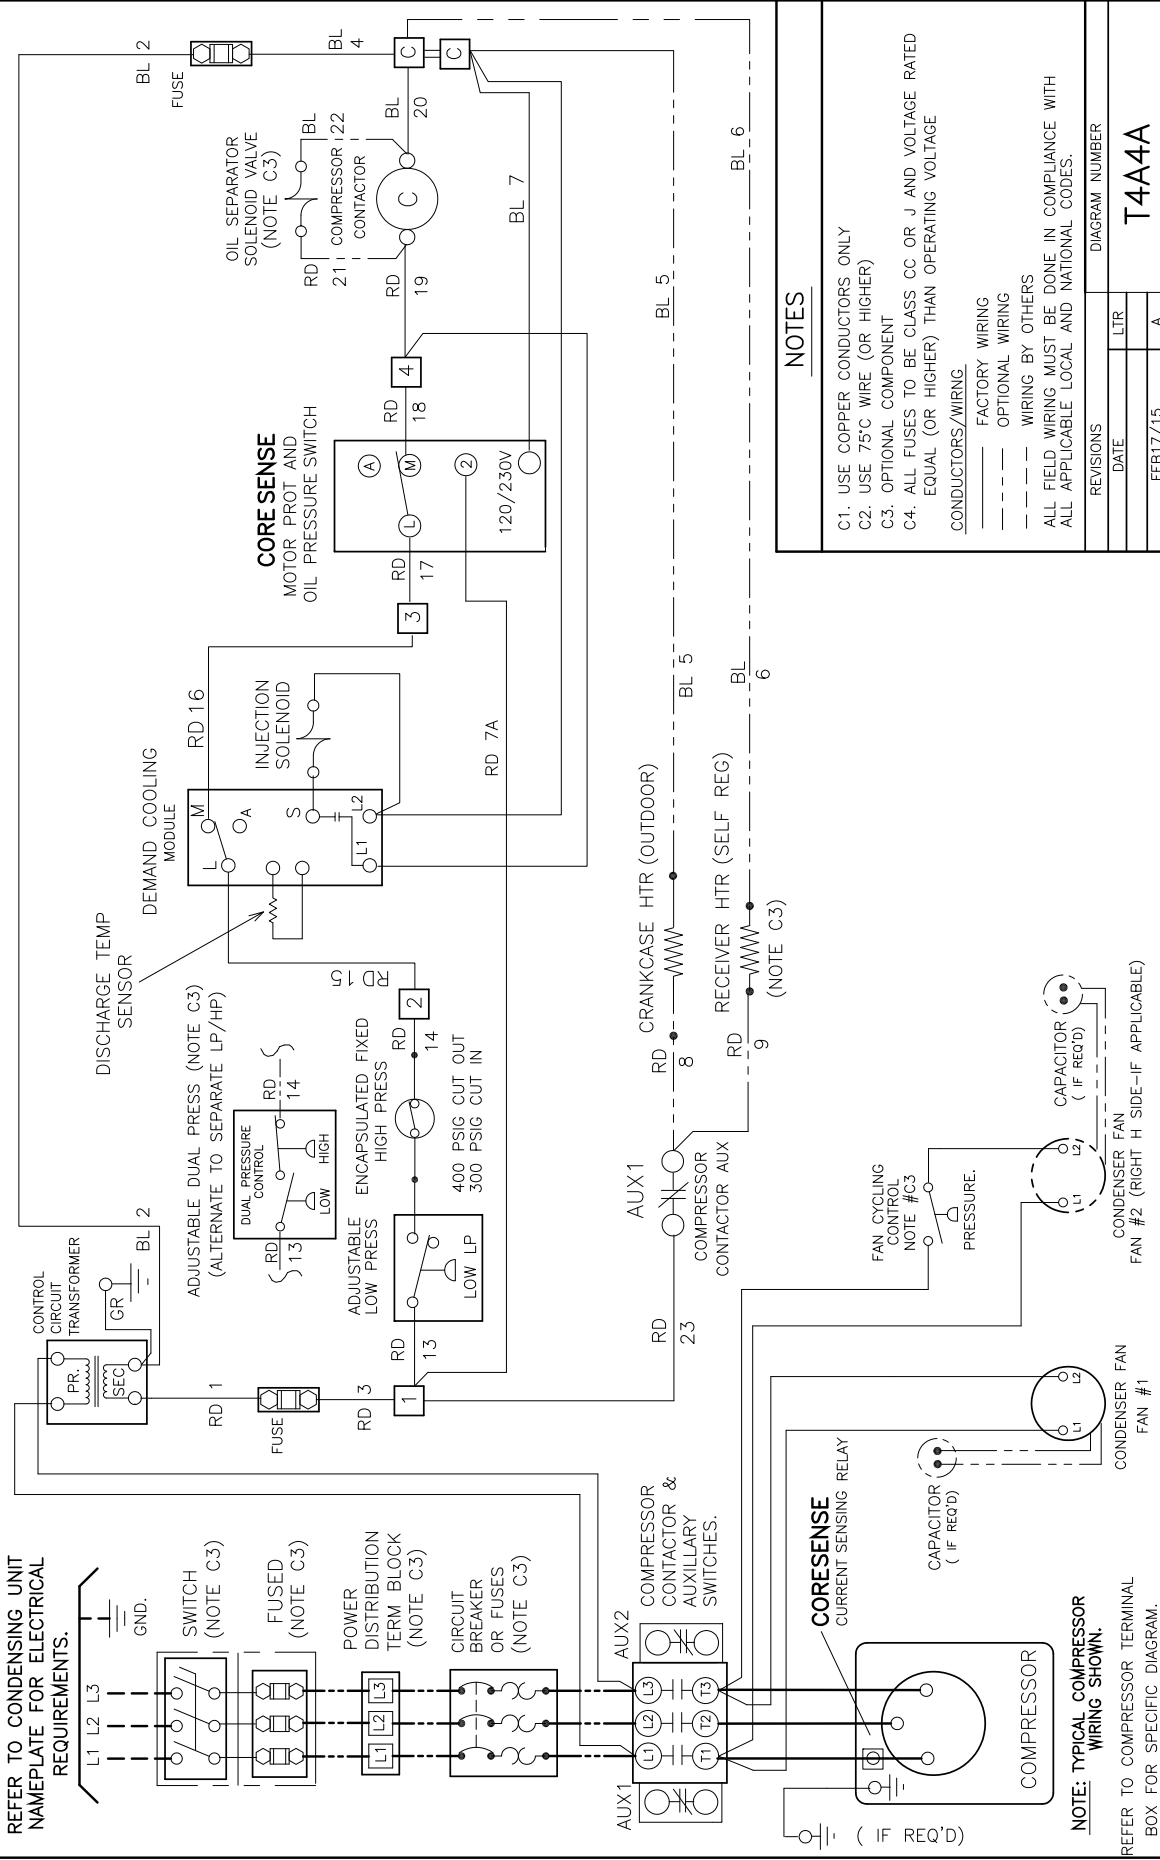 REFER TO CONDENSING UNIT
NAMEPLATE FOR ELECTRICAL
REQUIREMENTS.
L1 L2 L3
GND.
SWITCH
(NOTE C3)
FUSED
(NOTE C3)
POWER
DISTRIBUTION
TERM BLOCK
(NOTE C3)
L1 L2 L3
CIRCUIT
BREAKER
OR FUSES
(NOTE C3)
AUX1
AUX2
L1 L2 L3
T1 T2 T3
COMPRESSOR
CONTACTOR &
AUXILLARY
SWITCHES.
CORESENSE
CURRENT SENSING RELAY
COMPRESSOR
( IF REQ'D)
NOTE: TYPICAL COMPRESSOR
WIRING SHOWN.
REFER TO COMPRESSOR TERMINAL
BOX FOR SPECIFIC DIAGRAM.
CONTROL
CIRCUIT
TRANSFORMER
PR.
SEC
GR
BL 2
RD 1
FUSE
RD 3
1
RD
13
ADJUSTABLE
LOW PRESS
LOW LP
ENCAPSULATED FIXED
HIGH PRESS
400 PSIG CUT OUT
300 PSIG CUT IN
RD
14
2
RD 15
ADJUSTABLE DUAL PRESS (NOTE C3)
(ALTERNATE TO SEPARATE LP/HP)
DUAL PRESSURE
CONTROL
LOW
HIGH
RD
13
RD
14
DISCHARGE TEMP
SENSOR
DEMAND COOLING
MODULE
L
M
A
S
L1
L2
INJECTION
SOLENOID
RD 16
3
RD
17
RD 7A
CORE SENSE
MOTOR PROT AND
OIL PRESSURE SWITCH
L
M
A
2
120/230V
RD
18
4
RD
19
OIL SEPARATOR
SOLENOID VALVE
(NOTE C3)
RD
21
BL
22
COMPRESSOR
CONTACTOR
C
BL
20
BL 7
BL 2
FUSE
BL
4
C
C
RD
23
AUX1
COMPRESSOR
CONTACTOR AUX
RD
8
CRANKCASE HTR (OUTDOOR)
BL 5
BL 5
RD
9
RECEIVER HTR (SELF REG)
(NOTE C3)
BL
6
BL 6
FAN CYCLING
CONTROL
NOTE #C3
PRESSURE.
CAPACITOR
( IF REQ'D)
L1
L2
CONDENSER FAN
FAN #1
CAPACITOR
( IF REQ'D)
L1
L2
CONDENSER FAN
FAN #2 (RIGHT H SIDE-IF APPLICABLE)
NOTES
C1. USE COPPER CONDUCTORS ONLY
C2. USE 75°C WIRE (OR HIGHER)
C3. OPTIONAL COMPONENT
C4. ALL FUSES TO BE CLASS CC OR J AND VOLTAGE RATED
EQUAL (OR HIGHER) THAN OPERATING VOLTAGE
CONDUCTORS/WIRNG
FACTORY WIRING
OPTIONAL WIRING
WIRING BY OTHERS
ALL FIELD WIRING MUST BE DONE IN COMPLIANCE WITH
ALL APPLICABLE LOCAL AND NATIONAL CODES.
REVISIONS
DATE
LTR
FEB17/15
A
DIAGRAM NUMBER
T4A4A